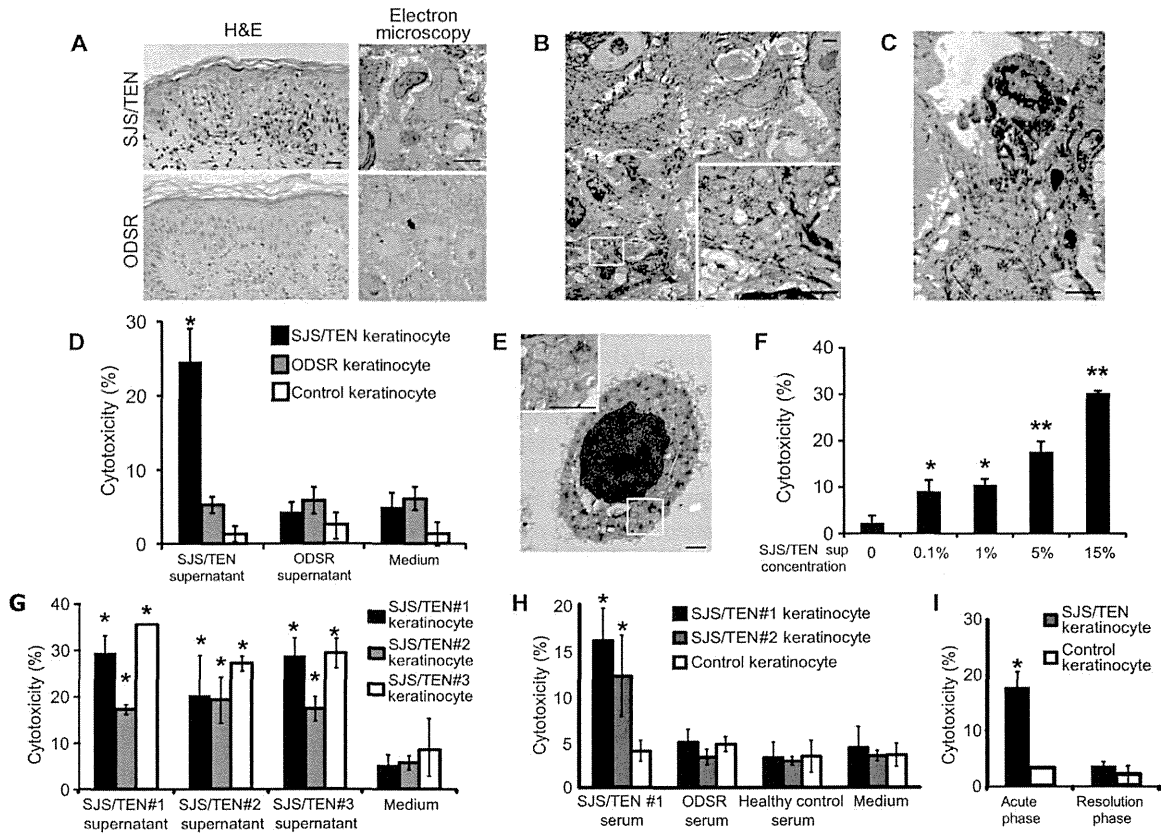 A
H&E
Electron
microscopy
SJS/TEN
ODSR
B
C
D
Cytotoxicity (%)
30
20
10
0
*
SJS/TEN keratinocyte
ODSR keratinocyte
Control keratinocyte
SJS/TEN
supernatant
ODSR
supernatant
Medium
E
F
Cytotoxicity (%)
40
30
20
10
0
*
*
**
**
SJS/TEN sup
concentration
0
0.1%
1%
5%
15%
G
Cytotoxicity (%)
40
30
20
10
0
* * *
* * *
* * *
SJS/TEN#1
keratinocyte
SJS/TEN#2
keratinocyte
SJS/TEN#3
keratinocyte
SJS/TEN#1
supernatant
SJS/TEN#2
supernatant
SJS/TEN#3
supernatant
Medium
H
Cytotoxicity (%)
20
15
10
5
0
* *
SJS/TEN#1 keratinocyte
SJS/TEN#2 keratinocyte
Control keratinocyte
SJS/TEN #1
serum
ODSR
serum
Healthy control
serum
Medium
I
Cytotoxicity (%)
30
20
10
0
*
SJS/TEN
keratinocyte
Control
keratinocyte
Acute
phase
Resolution
phase